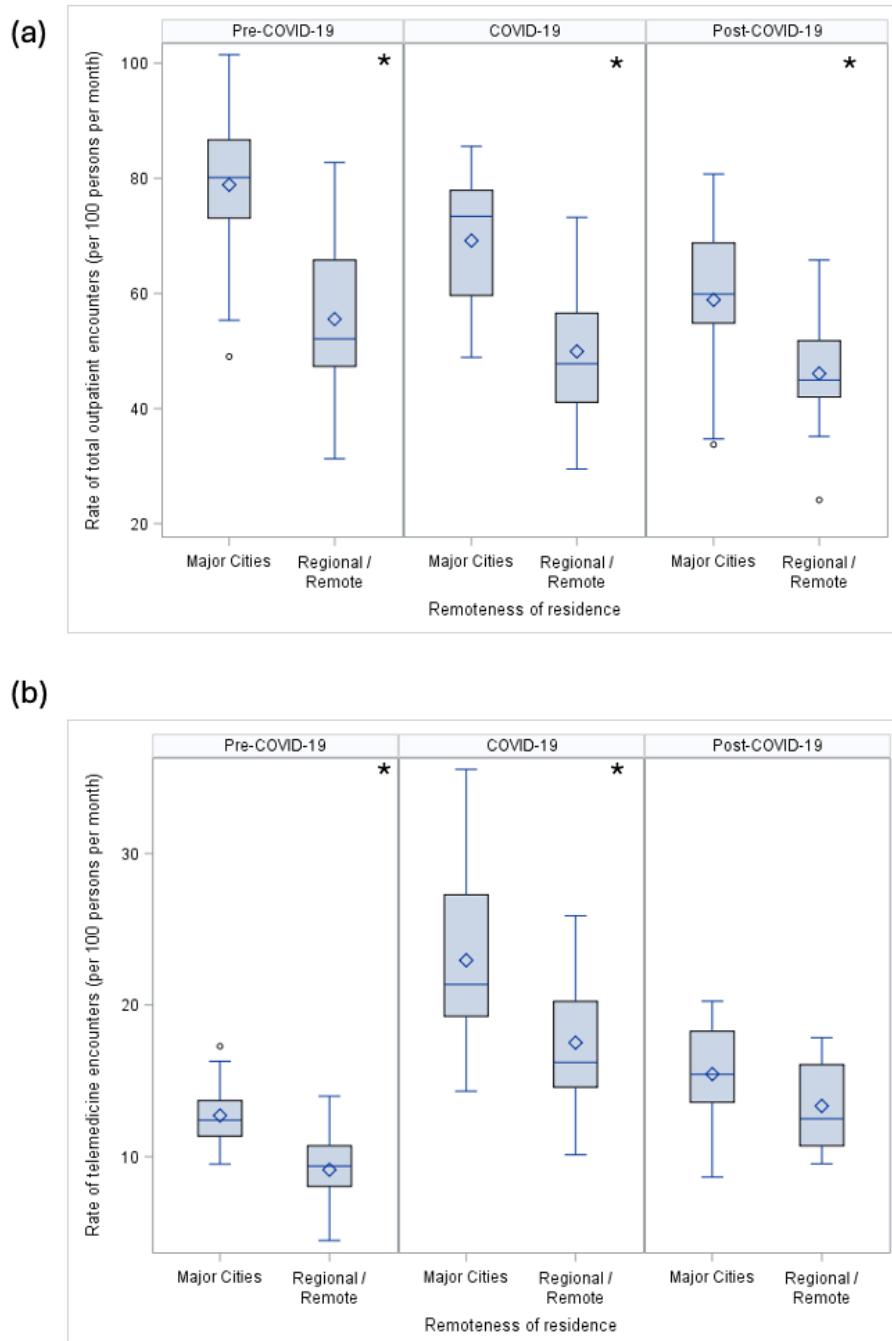 (a)
Pre-COVID-19 COVID-19 Post-COVID-19
* * *
Rate of total outpatient encounters (per 100 persons per month)
100
80
60
40
20
Major Cities Regional / Remote Major Cities Regional / Remote Major Cities Regional / Remote
Remoteness of residence
(b)
Pre-COVID-19 COVID-19 Post-COVID-19
* *
Rate of telemedicine encounters (per 100 persons per month)
30
20
10
Major Cities Regional / Remote Major Cities Regional / Remote Major Cities Regional / Remote
Remoteness of residence